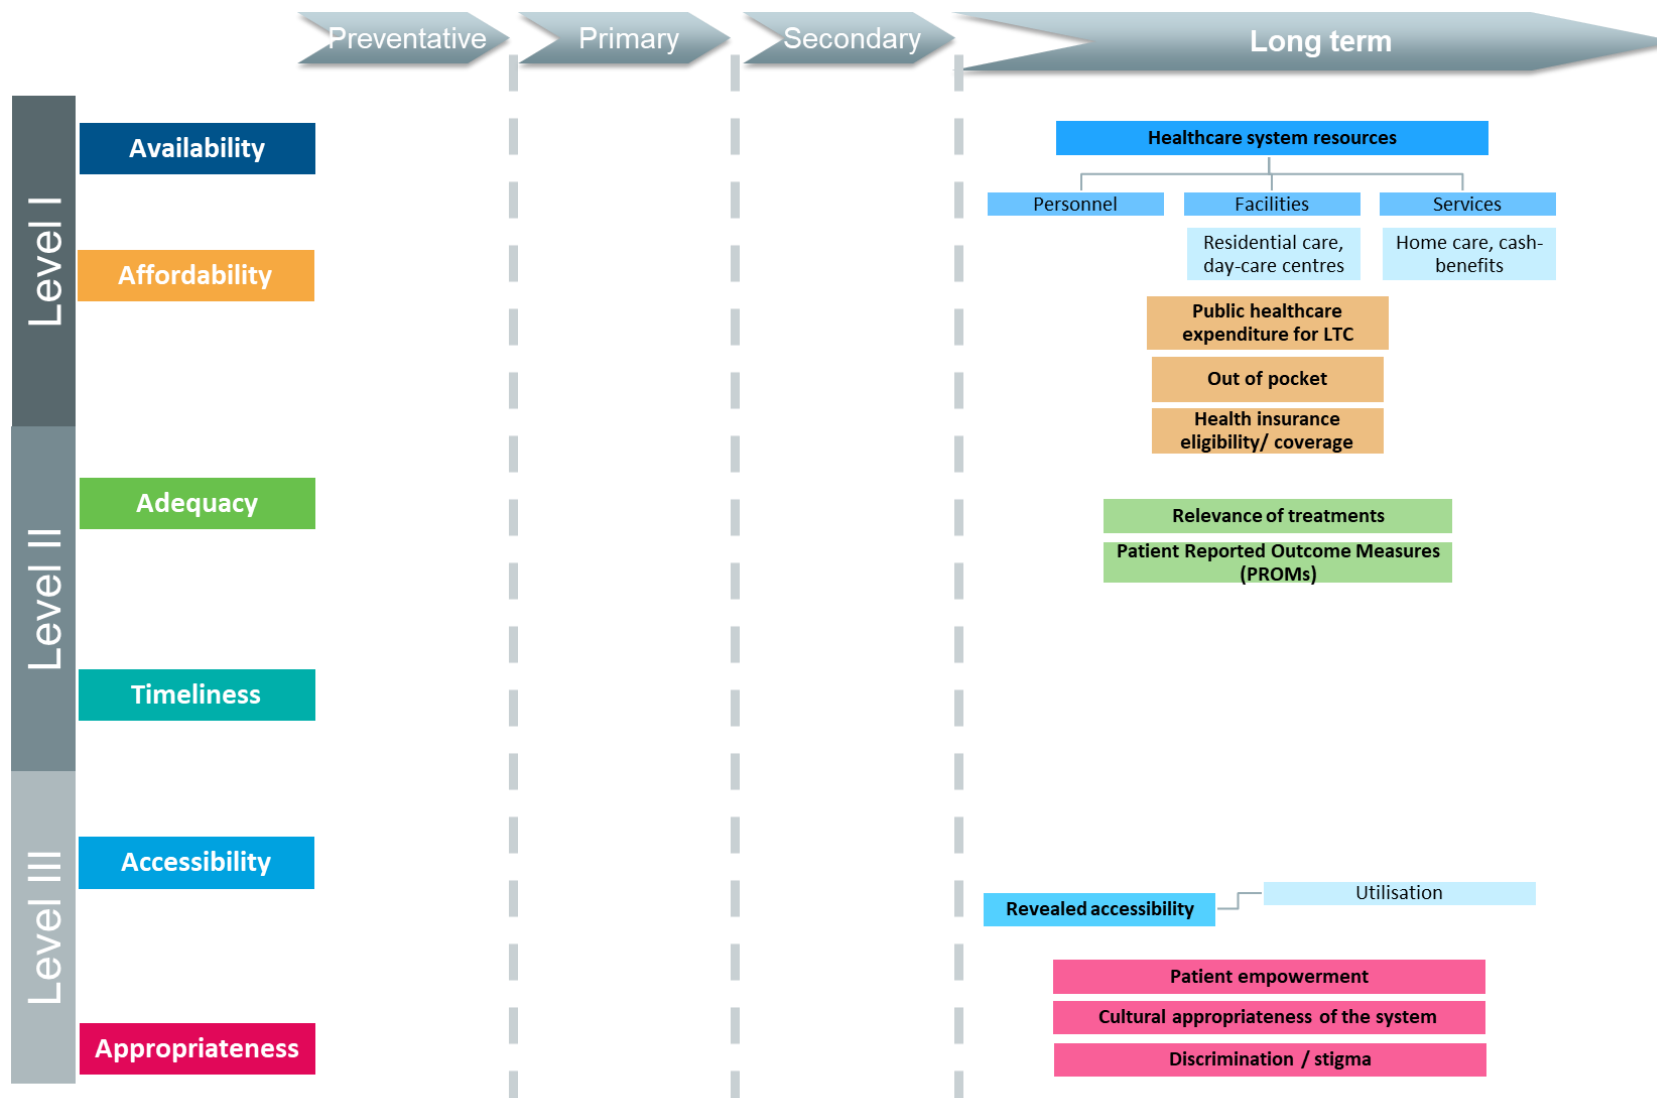 Preventative
Primary
Secondary
Long term
Level I
Availability
Healthcare system resources
Personnel
Facilities
Services
Residential care,
day-care centres
Home care, cash-
benefits
Affordability
Public healthcare
expenditure for LTC
Out of pocket
Health insurance
eligibility/ coverage
Level II
Adequacy
Relevance of treatments
Patient Reported Outcome Measures
(PROMs)
Timeliness
Level III
Accessibility
Revealed accessibility
Utilisation
Appropriateness
Patient empowerment
Cultural appropriateness of the system
Discrimination / stigma